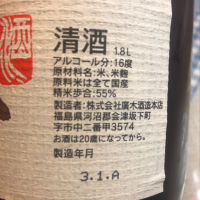 清酒 1.8L
アルコール分:16度
原材料名:米、米麹
原料米は全て国産
精米歩合:55%
製造者:株式会社廣木酒造本店
福島県河沼郡会津坂下町
字市中二番甲3574
お酒は20歳になってから。
製造年月
3.1.A